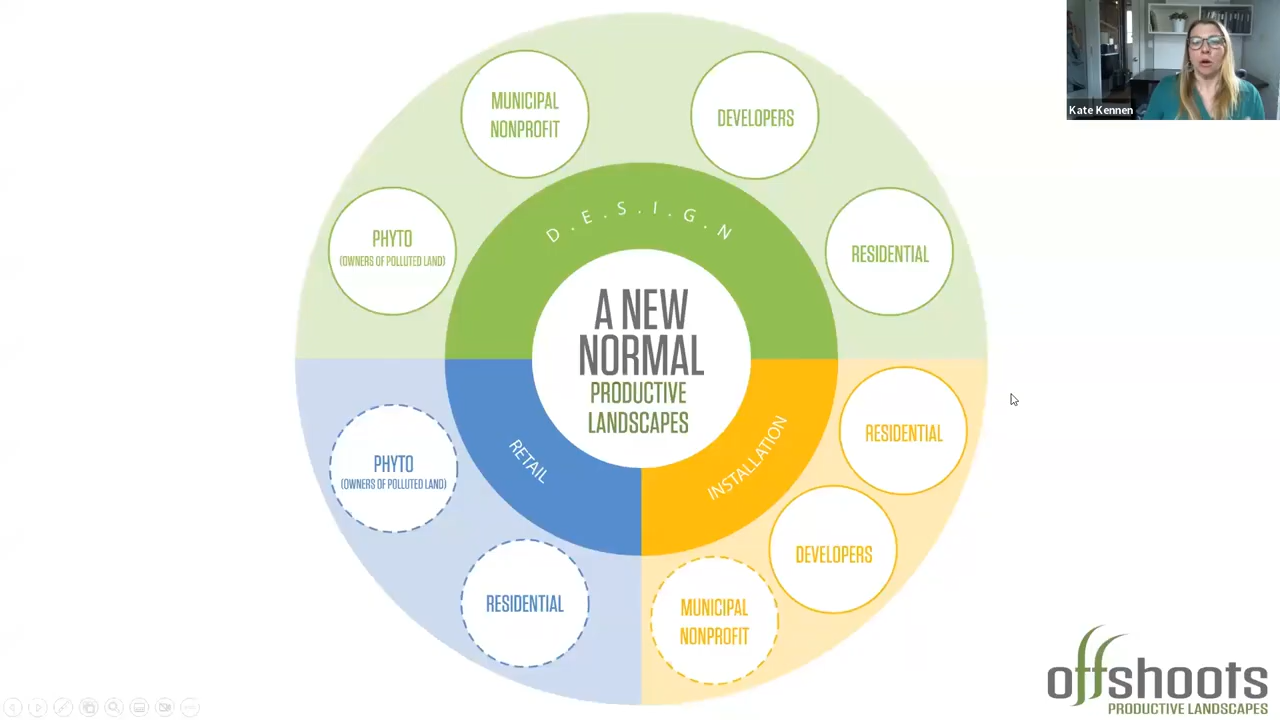 Kate Kennen
MUNICIPAL
NONPROFIT
DEVELOPERS
PHYTO
(OWNERS OF POLLUTED LAND)
RESIDENTIAL
D.E.S.I.G.N
A NEW
NORMAL
PRODUCTIVE
LANDSCAPES
RETAIL
INSTALLATION
RESIDENTIAL
PHYTO
(OWNERS OF POLLUTED LAND)
DEVELOPERS
RESIDENTIAL
MUNICIPAL
NONPROFIT
offshoots
PRODUCTIVE LANDSCAPES